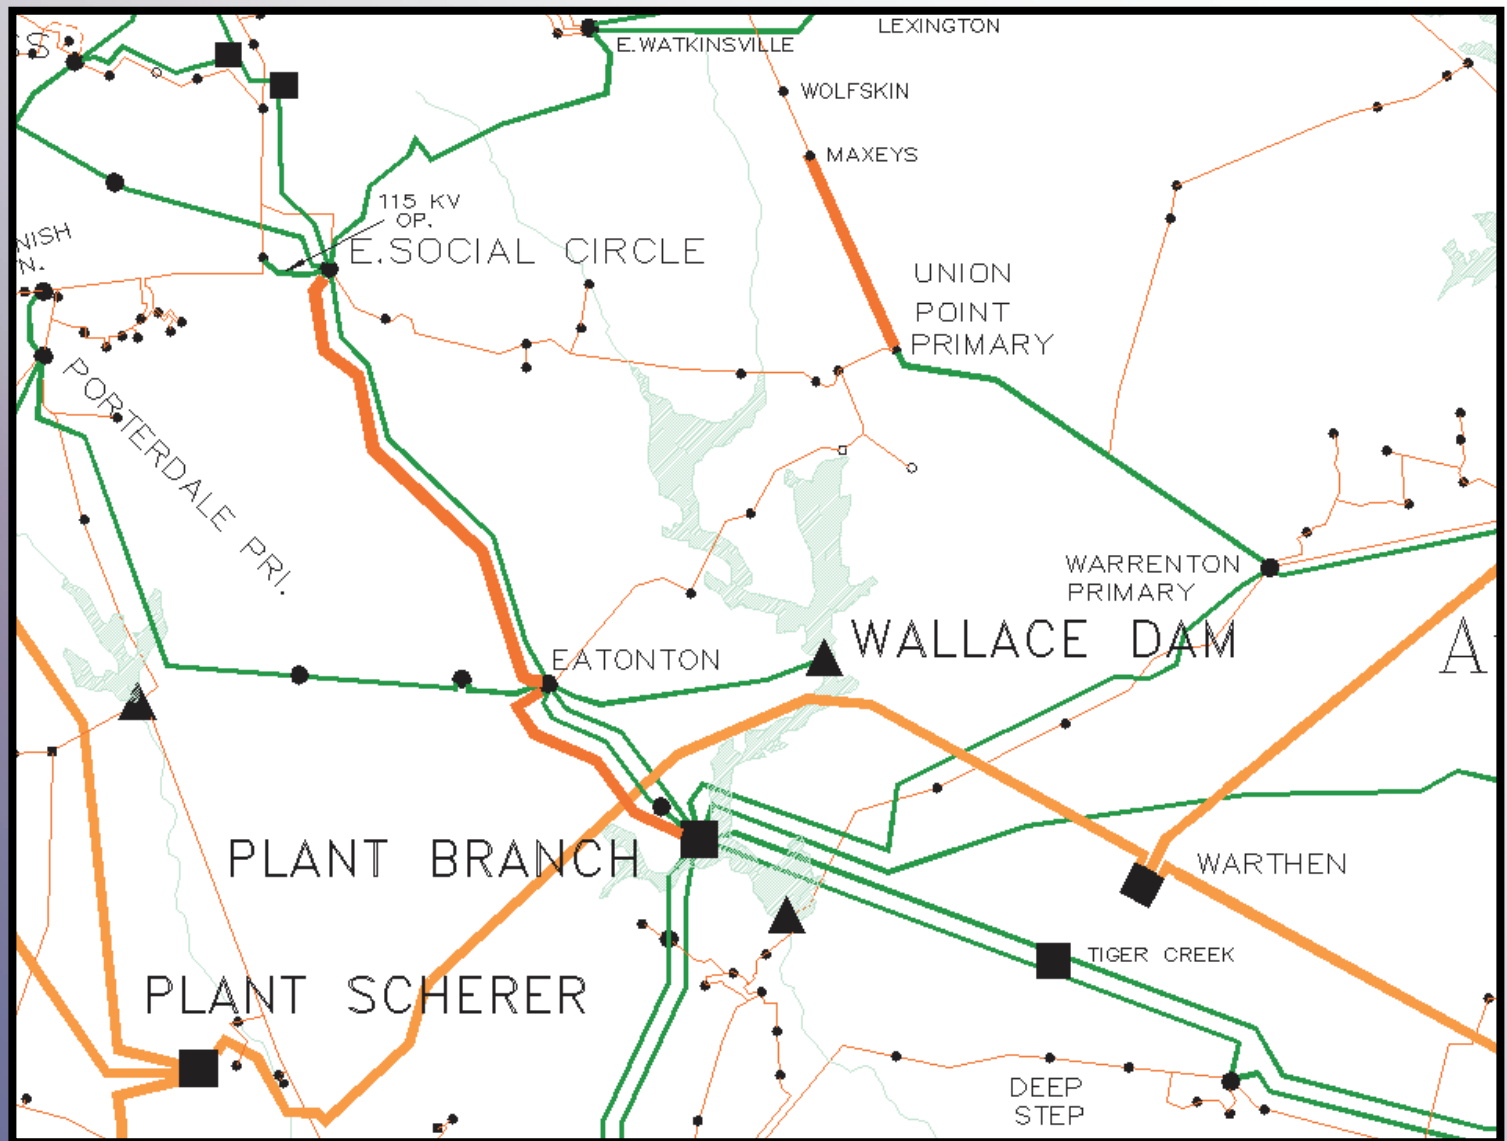 LEXINGTON
E.WATKINSVILLE
WOLFSKIN
MAXEYS
115 KV
OP.
NISH
N.
E.SOCIAL CIRCLE
UNION
POINT
PRIMARY
PORTERDALE PRI.
WARRENTON
PRIMARY
WALLACE DAM
EATONTON
PLANT BRANCH
WARTHEN
TIGER CREEK
PLANT SCHERER
DEEP
STEP